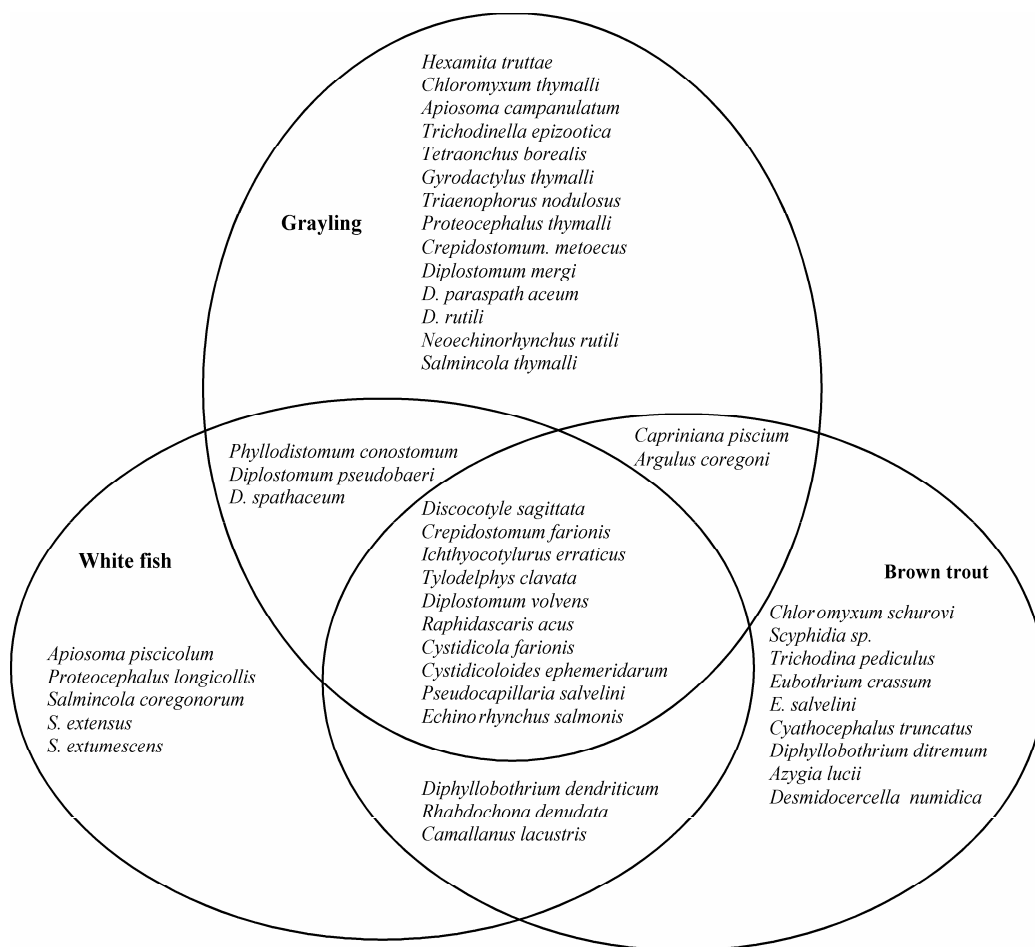 Hexamita truttae
Chloromyxum thymalli
Apiosoma campanulatum
Trichodinella epizootica
Tetraonchus borealis
Gyrodactylus thymalli
Triaenophorus nodulosus
Proteocephalus thymalli
Crepidostomum. metoecus
Diplostomum mergi
D. paraspath aceum
D. rutili
Neoechinorhynchus rutili
Salmincola thymalli
Grayling
Phyllodistomum conostomum
Diplostomum pseudobaeri
D. spathaceum
Capriniana piscium
Argulus coregoni
Discocotyle sagittata
Crepidostomum farionis
Ichthyocotylurus erraticus
Tylodelphys clavata
Diplostomum volvens
Raphidascaris acus
Cystidicola farionis
Cystidicoloides ephemeridarum
Pseudocapillaria salvelini
Echinorhynchus salmonis
White fish
Apiosoma piscicolum
Proteocephalus longicollis
Salmincola coregonorum
S. extensus
S. extumescens
Brown trout
Chloromyxum schurovi
Scyphidia sp.
Trichodina pediculus
Eubothrium crassum
E. salvelini
Cyathocephalus truncatus
Diphyllobothrium ditremum
Azygia lucii
Desmidocercella numidica
Diphyllobothrium dendriticum
Rhabdochona denudata
Camallanus lacustris